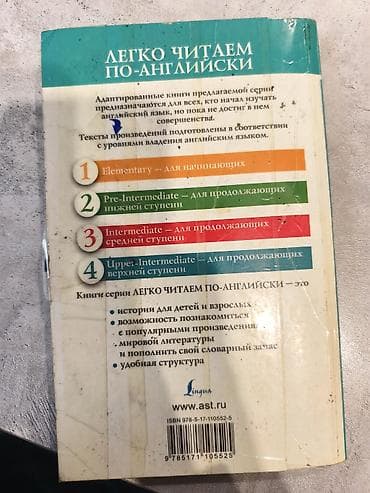 ЛЕГКО ЧИТАЕМ
ПО-АНГЛИЙСКИ
Адаптированные книги предлагаемой серии
предназначаются для всех, кто начал изучать
английский язык, но пока не достиг в нем
совершенства.
Тексты произведений подготовлены в соответствии
с уровнями владения английским языком.
1 Elementary – для начинающих
2 Pre-Intermediate – для продолжающих
нижней ступени
3 Intermediate – для продолжающих
средней ступени
4 Upper-Intermediate – для продолжающих
верхней ступени
Книги серии ЛЕГКО ЧИТАЕМ ПО-АНГЛИЙСКИ – это
• истории для детей и взрослых
• возможность познакомиться
с популярными произведениями
мировой литературы
и пополнить свой словарный запас
• удобная структура
Lingua
www.ast.ru
ISBN 978-5-17-110552-5
9 785171 105525